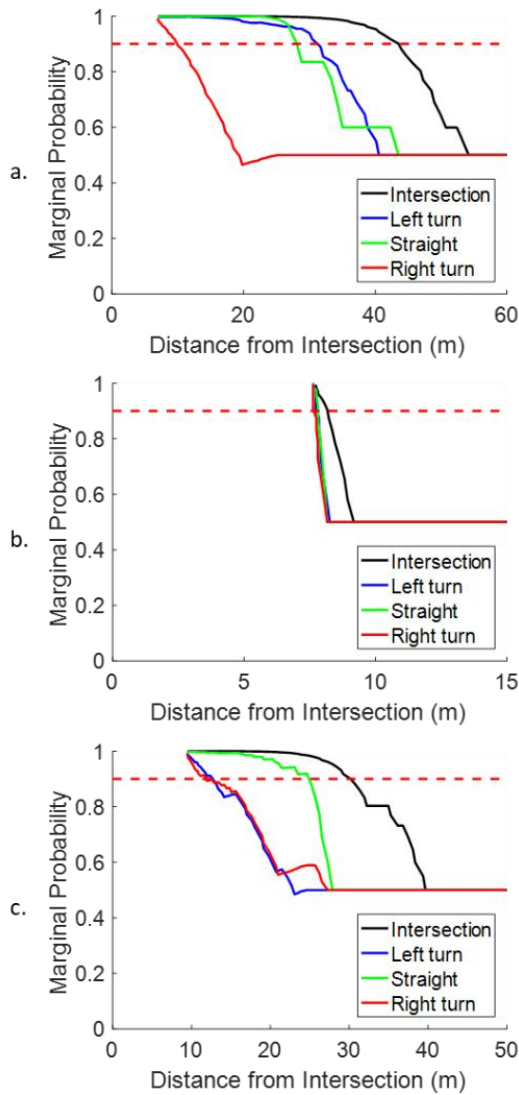 a.
Marginal Probability
1
0.8
0.6
0.4
0.2
0
0 20 40 60
Distance from Intersection (m)
Intersection
Left turn
Straight
Right turn
b.
Marginal Probability
1
0.8
0.6
0.4
0.2
0
0 5 10 15
Distance from Intersection (m)
Intersection
Left turn
Straight
Right turn
c.
Marginal Probability
1
0.8
0.6
0.4
0.2
0
0 10 20 30 40 50
Distance from Intersection (m)
Intersection
Left turn
Straight
Right turn